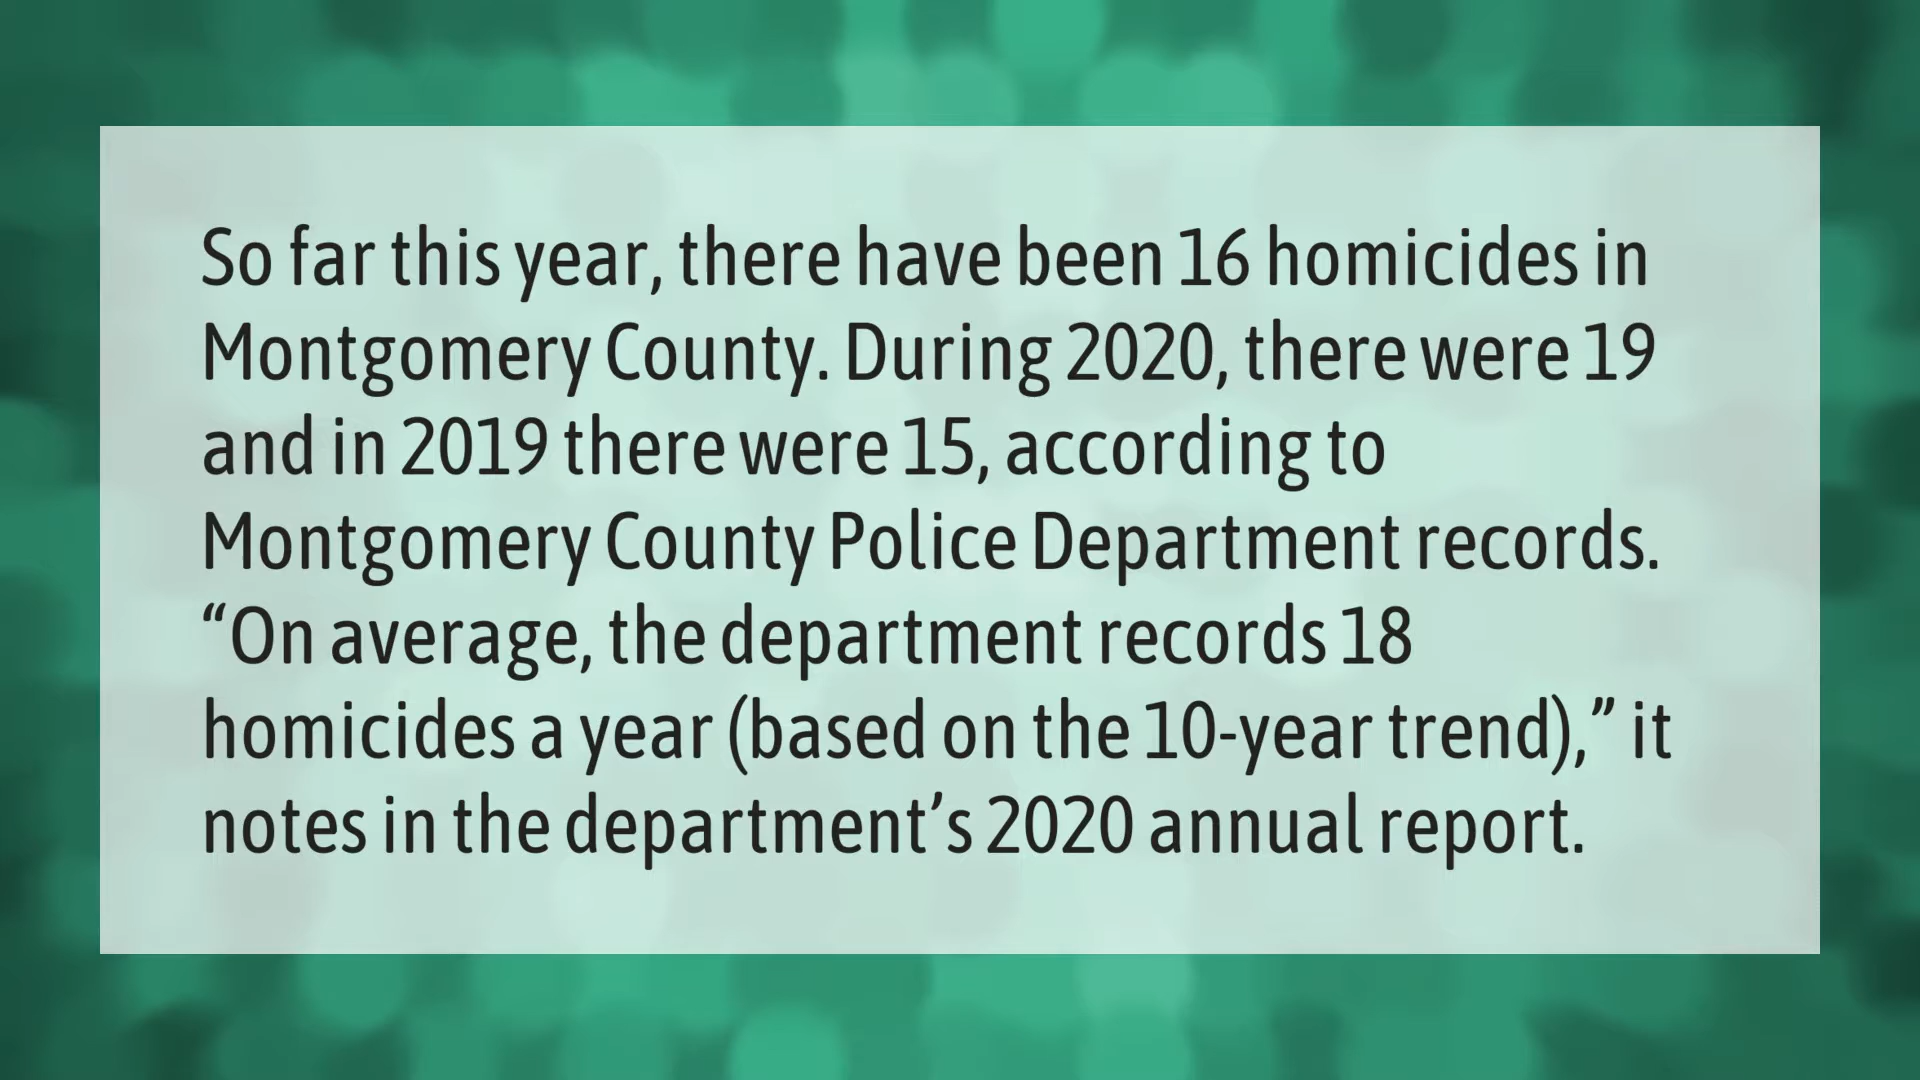 So far this year, there have been 16 homicides in
Montgomery County. During 2020, there were 19
and in 2019 there were 15, according to
Montgomery County Police Department records.
“On average, the department records 18
homicides a year (based on the 10-year trend),” it
notes in the department’s 2020 annual report.